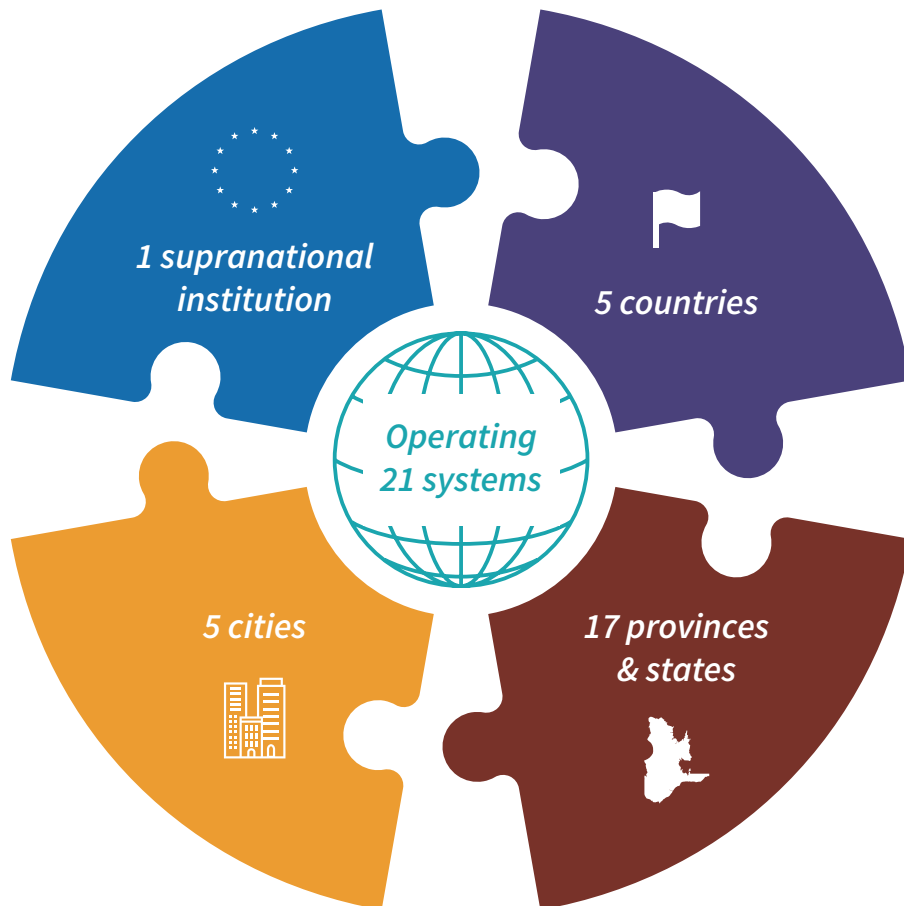 1 supranational
institution
5 countries
Operating
21 systems
5 cities
17 provinces
& states